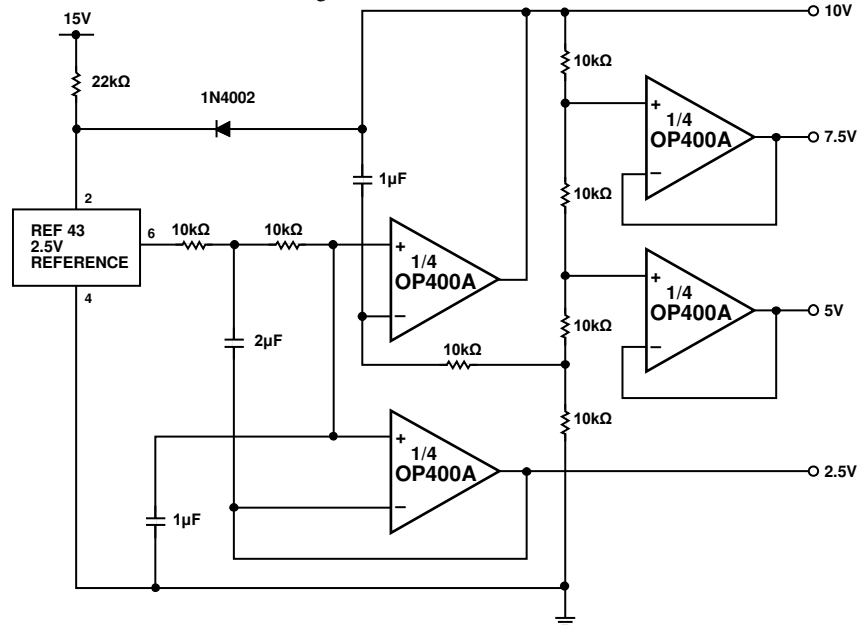 15V
22kΩ
1N4002
10V
10kΩ
+
1/4
OP400A
−
7.5V
1µF
10kΩ
2
REF 43
2.5V
REFERENCE
6
4
10kΩ
10kΩ
+
1/4
OP400A
−
+
1/4
OP400A
−
5V
10kΩ
2µF
10kΩ
10kΩ
+
1/4
OP400A
−
2.5V
1µF